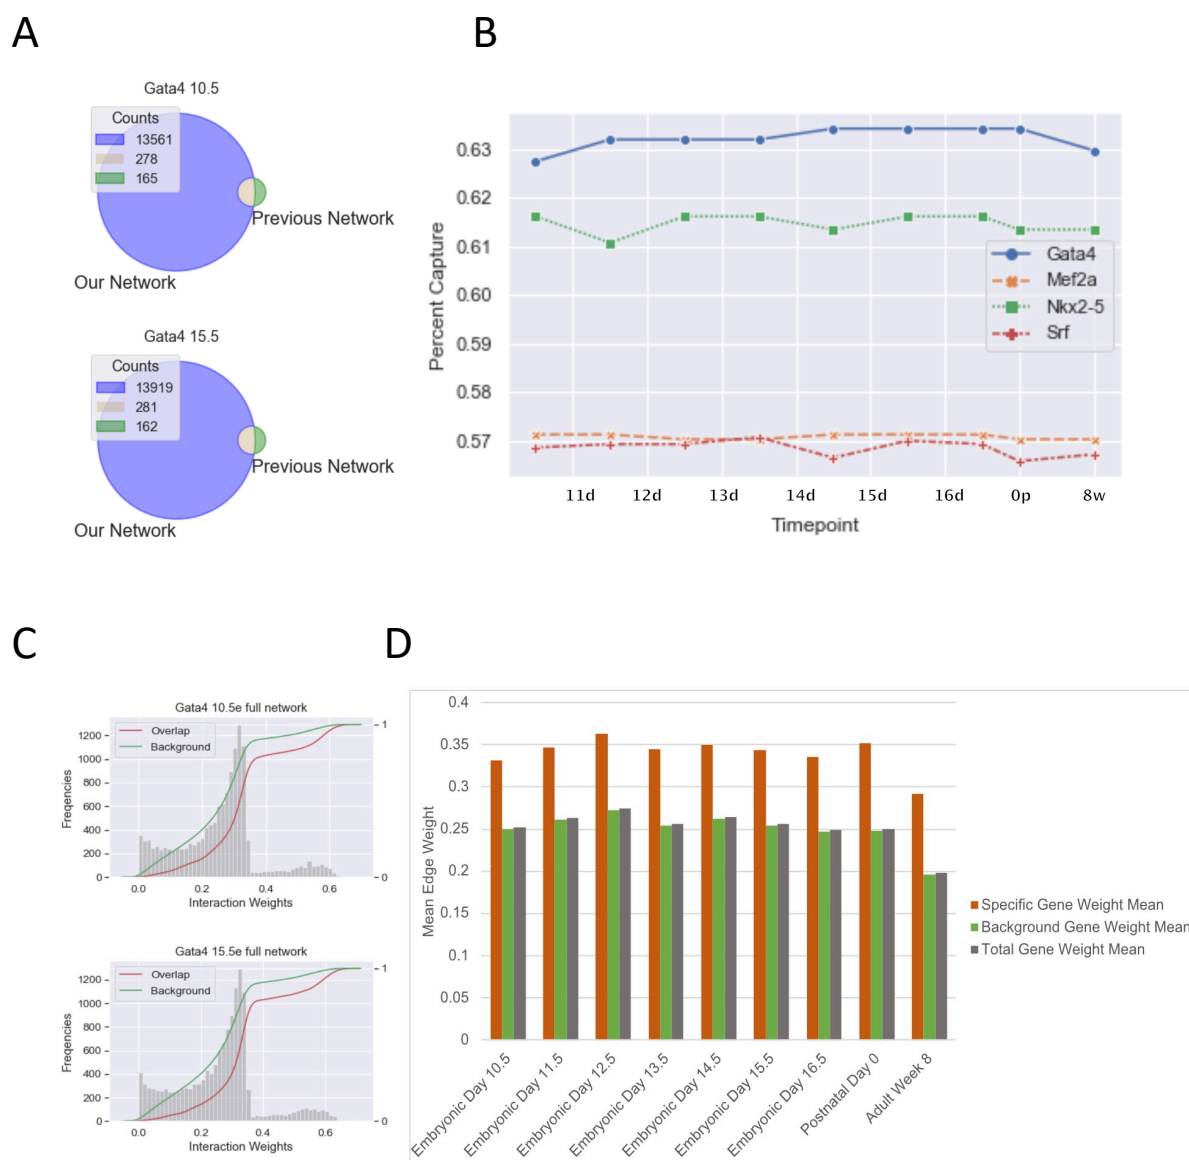 A
B
Gata4 10.5
Counts
13561
278
165
Previous Network
Our Network
Gata4 15.5
Counts
13919
281
162
Previous Network
Our Network
Percent Capture
0.63
0.62
0.61
0.60
0.59
0.58
0.57
Gata4
Mef2a
Nkx2-5
Srf
11d 12d 13d 14d 15d 16d 0p 8w
Timepoint
C
D
Gata4 10.5e full network
Overlap
Background
Freqencies
1200
1000
800
600
400
200
0
1
0
0.0 0.2 0.4 0.6
Interaction Weights
Gata4 15.5e full network
Overlap
Background
Freqencies
1200
1000
800
600
400
200
0
1
0
0.0 0.2 0.4 0.6
Interaction Weights
Mean Edge Weight
0.4
0.35
0.3
0.25
0.2
0.15
0.1
0.05
0
Embryonic Day 10.5
Embryonic Day 11.5
Embryonic Day 12.5
Embryonic Day 13.5
Embryonic Day 14.5
Embryonic Day 15.5
Embryonic Day 16.5
Postnatal Day 0
Adult Week 8
Specific Gene Weight Mean
Background Gene Weight Mean
Total Gene Weight Mean